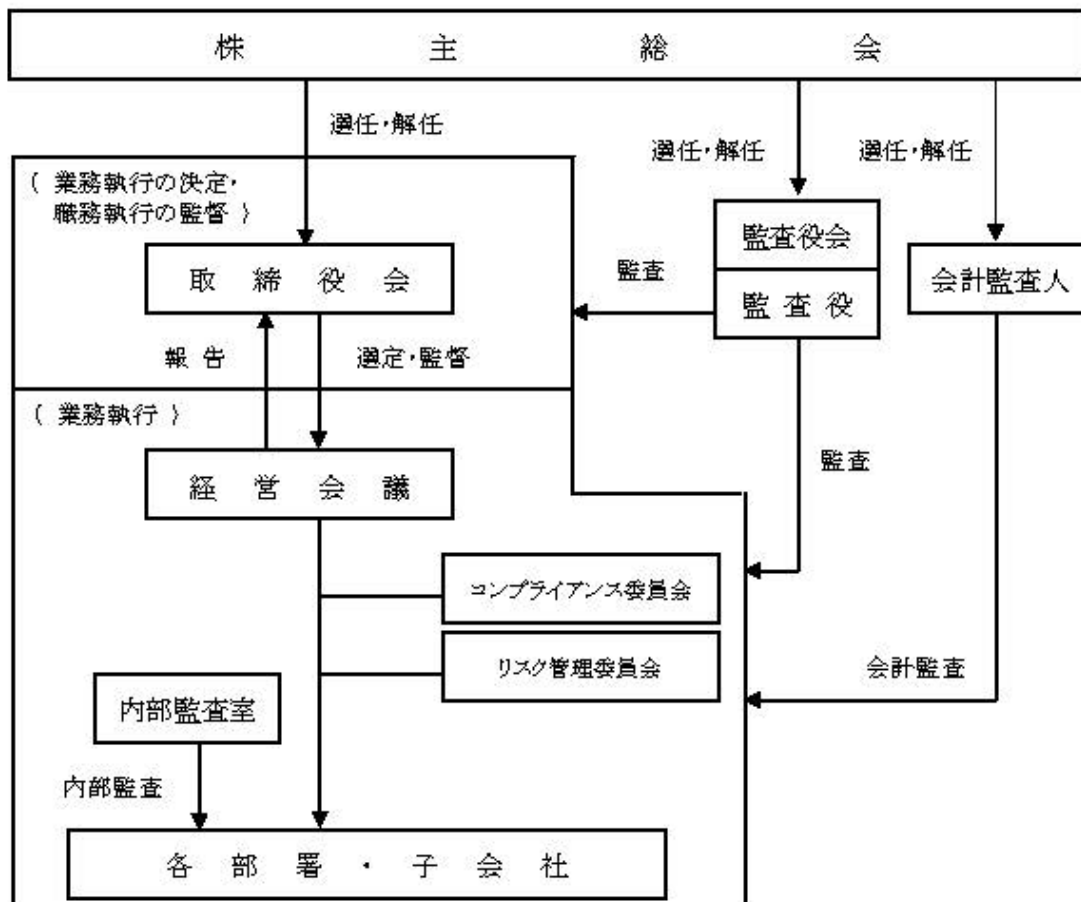 株主総会
選任・解任
選任・解任
選任・解任
( 業務執行の決定・
職務執行の監督 )
監査役会
取締役会
監査
監査役
会計監査人
報告
選定・監督
( 業務執行 )
経営会議
監査
コンプライアンス委員会
リスク管理委員会
会計監査
内部監査室
内部監査
各部署・子会社